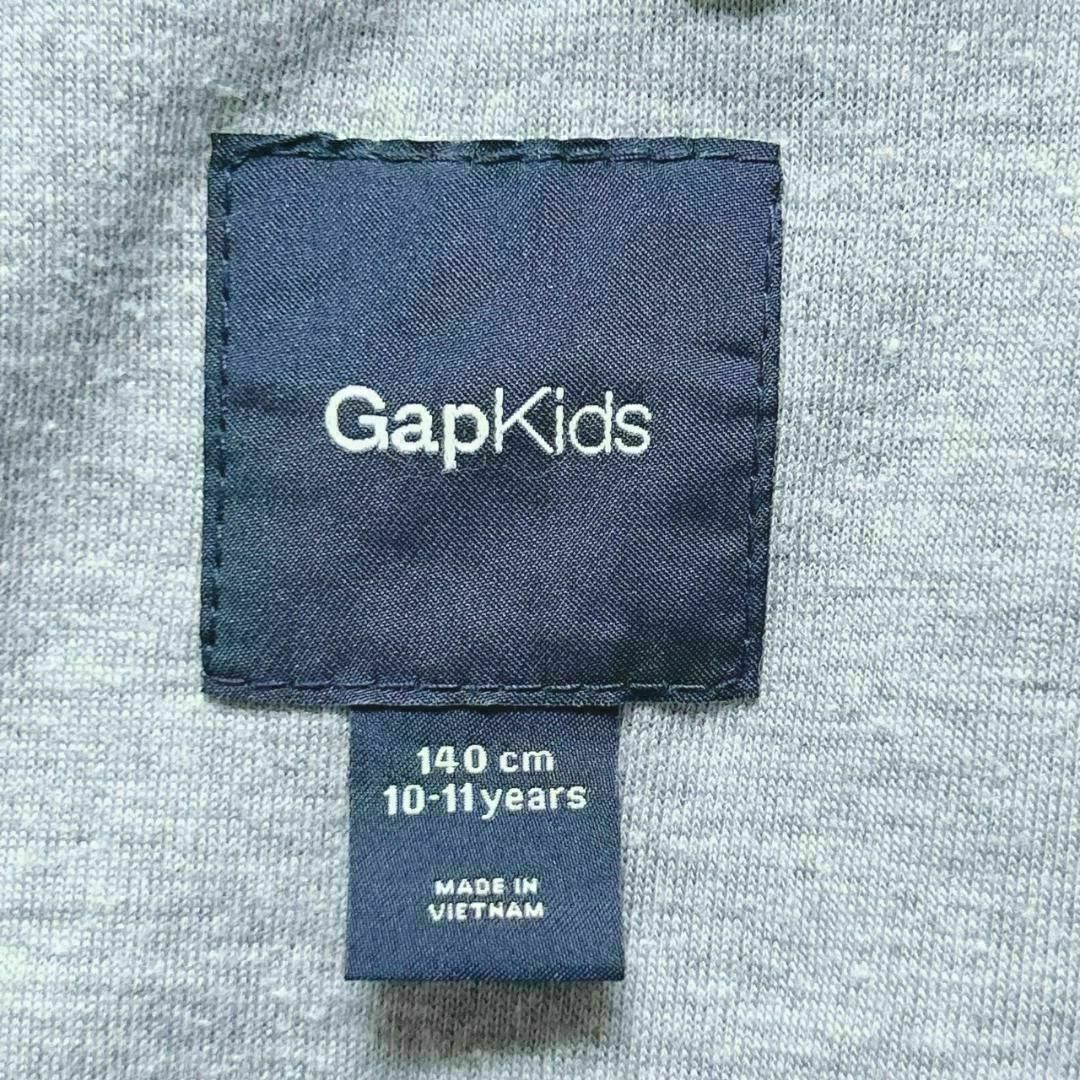 GapKids
140 cm
10-11 years
MADE IN
VIETNAM